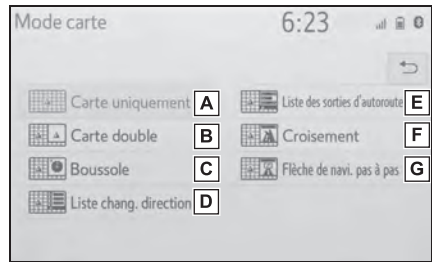 Mode carte 6:23
Carte uniquement A
Carte double B
Boussole C
Liste chang. direction D
Liste des sorties d'autoroute E
Croisement F
Flèche de navi. pas à pas G